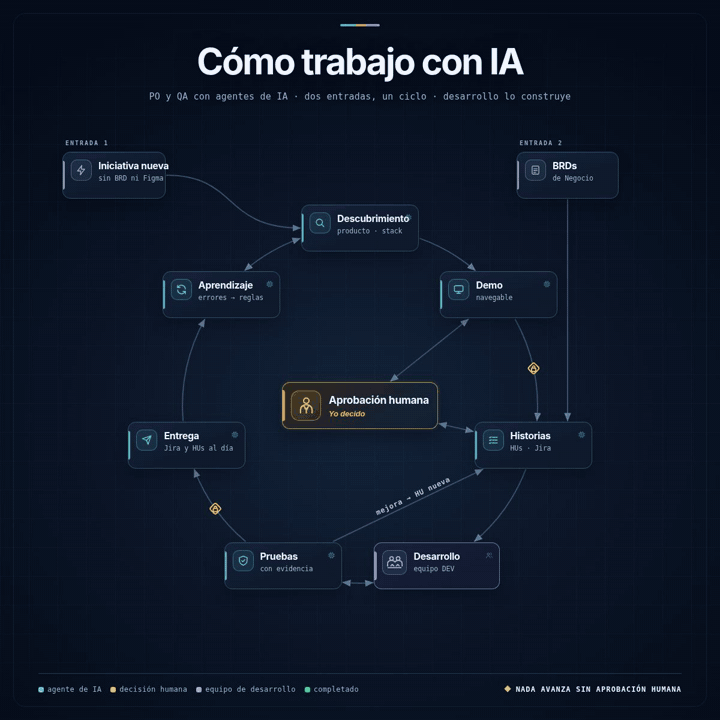 Cómo trabajo con IA
PO y QA con agentes de IA · dos entradas, un ciclo · desarrollo lo construye
ENTRADA 1
Iniciativa nueva
sin BRD ni Figma
ENTRADA 2
BRDs
de Negocio
Descubrimiento
producto · stack
Aprendizaje
errores → reglas
Demo
navegable
Aprobación humana
Yo decido
Entrega
Jira y HUs al día
Historias
HUs · Jira
mejora → HU nueva
Pruebas
con evidencia
Desarrollo
equipo DEV
agente de IA
decisión humana
equipo de desarrollo
completado
NADA AVANZA SIN APROBACIÓN HUMANA